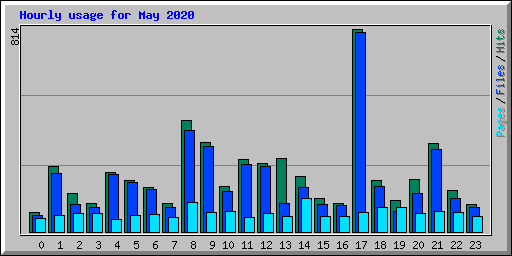 Hourly usage for May 2020
814
Pages / Files / Hits
0 1 2 3 4 5 6 7 8 9 10 11 12 13 14 15 16 17 18 19 20 21 22 23